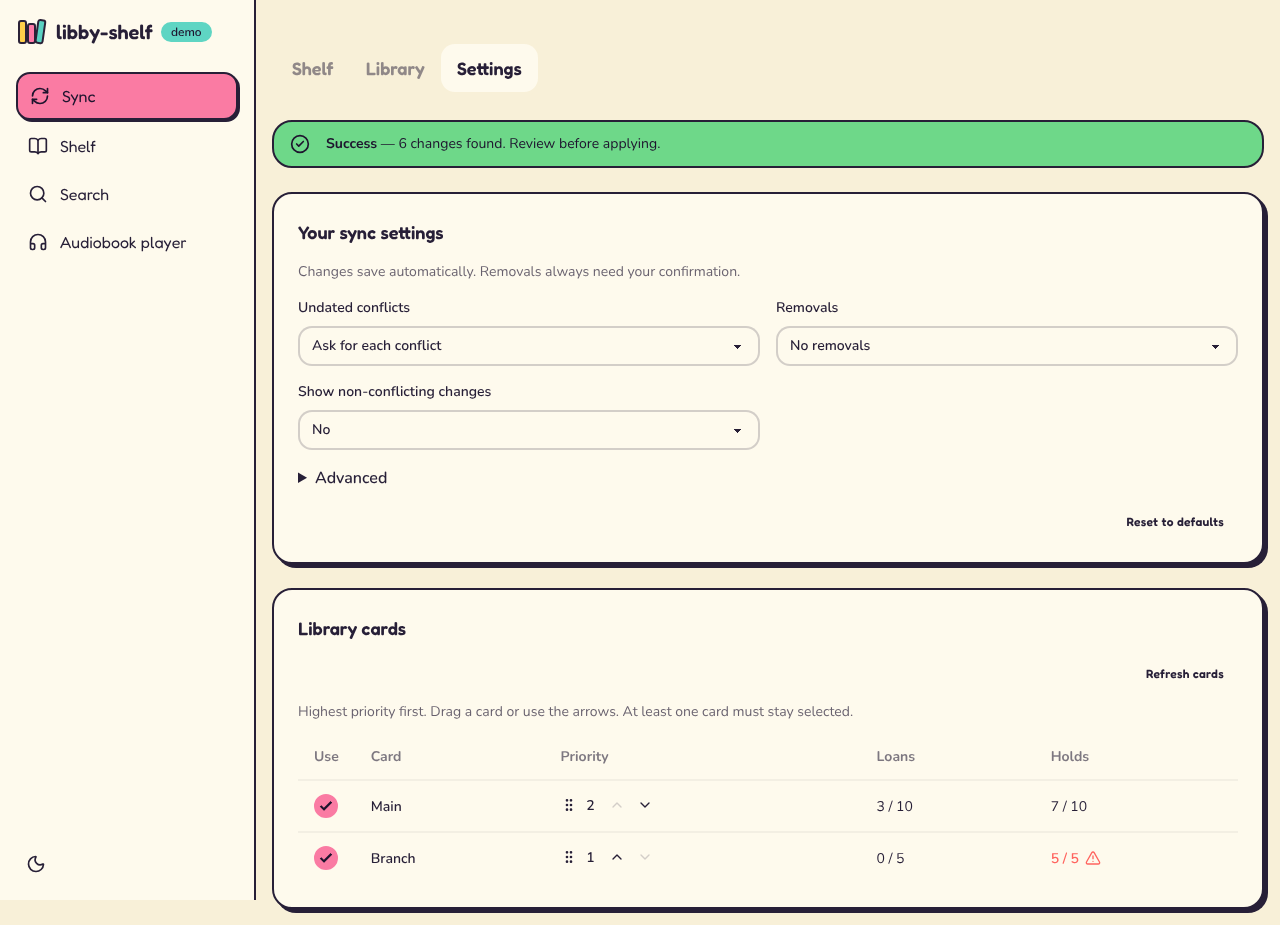 libby-shelf demo
Sync
Shelf
Search
Audiobook player
Shelf Library Settings
Success — 6 changes found. Review before applying.
Your sync settings
Changes save automatically. Removals always need your confirmation.
Undated conflicts Removals
Ask for each conflict No removals
Show non-conflicting changes
No
Advanced
Reset to defaults
Library cards
Refresh cards
Highest priority first. Drag a card or use the arrows. At least one card must stay selected.
Use Card Priority Loans Holds
Main 2 3 / 10 7 / 10
Branch 1 0 / 5 5 / 5